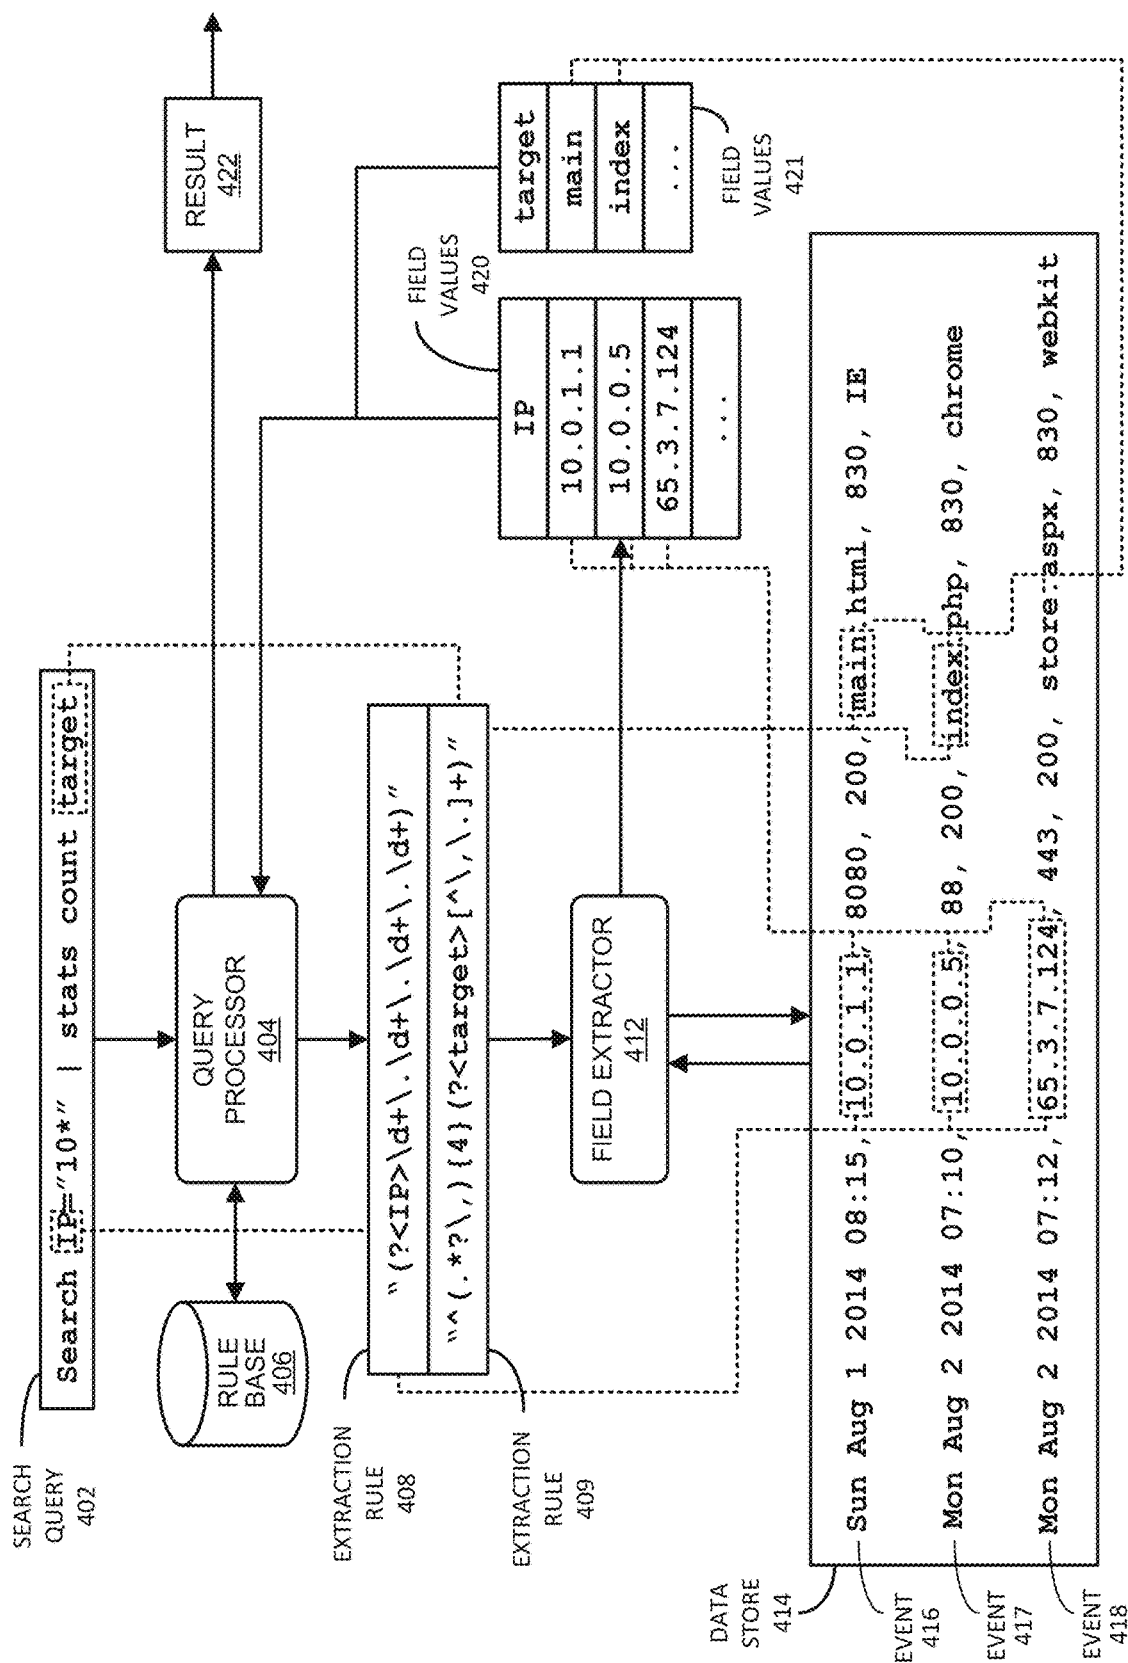 SEARCH
QUERY
402
Search IP="10*" | stats count target
RULE
BASE
406
QUERY
PROCESSOR
404
RESULT
422
EXTRACTION
RULE
408
"(?<IP>\d+\.\d+\.\d+\.\d+)"
"^(.*?\,){4}(?<target>[^\,\.]+)"
EXTRACTION
RULE
409
FIELD
VALUES
420
IP
10.0.1.1
10.0.0.5
65.3.7.124
...
target
main
index
...
FIELD
VALUES
421
FIELD EXTRACTOR
412
DATA
STORE
414
Sun Aug 1 2014 08:15, 10.0.1.1, 8080, 200, main.html, 830, IE
Mon Aug 2 2014 07:10, 10.0.0.5, 88, 200, index.php, 830, chrome
Mon Aug 2 2014 07:12, 65.3.7.124, 443, 200, store.aspx, 830, webkit
EVENT
416
EVENT
417
EVENT
418